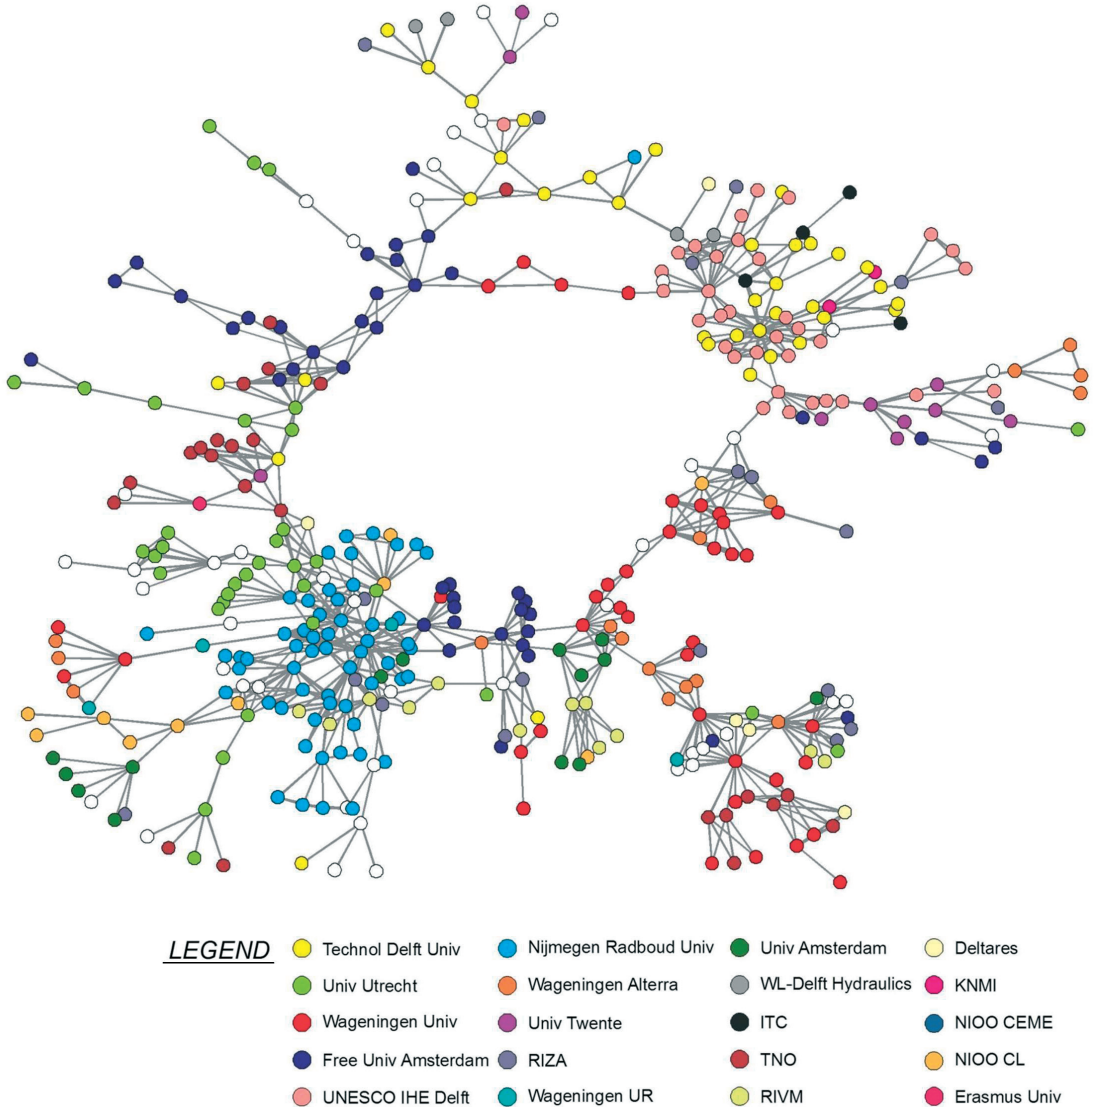 LEGEND Technol Delft Univ Nijmegen Radboud Univ Univ Amsterdam Deltares
Univ Utrecht Wageningen Alterra WL-Delft Hydraulics KNMI
Wageningen Univ Univ Twente ITC NIOO CEME
Free Univ Amsterdam RIZA TNO NIOO CL
UNESCO IHE Delft Wageningen UR RIVM Erasmus Univ